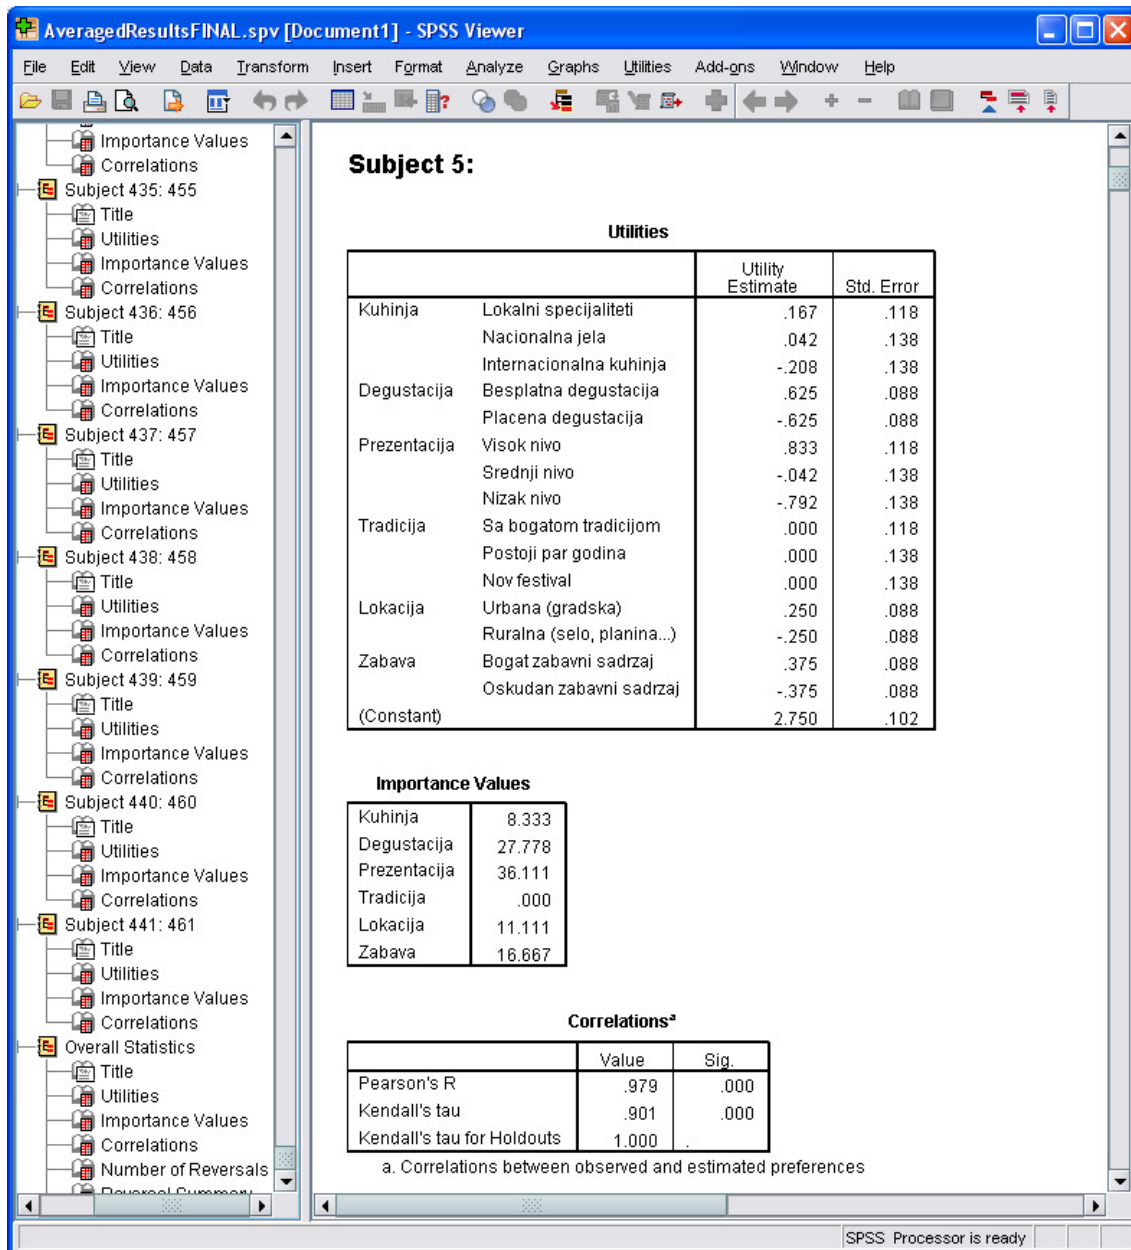 AveragedResultsFINAL.spv [Document1] - SPSS Viewer
File Edit View Data Transform Insert Format Analyze Graphs Utilities Add-ons Window Help
Importance Values
Correlations
Subject 435: 455
Title
Utilities
Importance Values
Correlations
Subject 436: 456
Title
Utilities
Importance Values
Correlations
Subject 437: 457
Title
Utilities
Importance Values
Correlations
Subject 438: 458
Title
Utilities
Importance Values
Correlations
Subject 439: 459
Title
Utilities
Importance Values
Correlations
Subject 440: 460
Title
Utilities
Importance Values
Correlations
Subject 441: 461
Title
Utilities
Importance Values
Correlations
Overall Statistics
Title
Utilities
Importance Values
Correlations
Number of Reversals
Reversal Summary
Subject 5:
Utilities
Utility Estimate Std. Error
Kuhinja Lokalni specijaliteti .167 .118
Nacionalna jela .042 .138
Internacionalna kuhinja -.208 .138
Degustacija Besplatna degustacija .625 .088
Placena degustacija -.625 .088
Prezentacija Visok nivo .833 .118
Srednji nivo -.042 .138
Nizak nivo -.792 .138
Tradicija Sa bogatom tradicijom .000 .118
Postoji par godina .000 .138
Nov festival .000 .138
Lokacija Urbana (gradska) .250 .088
Ruralna (selo, planina...) -.250 .088
Zabava Bogat zabavni sadrzaj .375 .088
Oskudan zabavni sadrzaj -.375 .088
(Constant) 2.750 .102
Importance Values
Kuhinja 8.333
Degustacija 27.778
Prezentacija 36.111
Tradicija .000
Lokacija 11.111
Zabava 16.667
Correlationsª
Value Sig.
Pearson's R .979 .000
Kendall's tau .901 .000
Kendall's tau for Holdouts 1.000 .
a. Correlations between observed and estimated preferences
SPSS Processor is ready